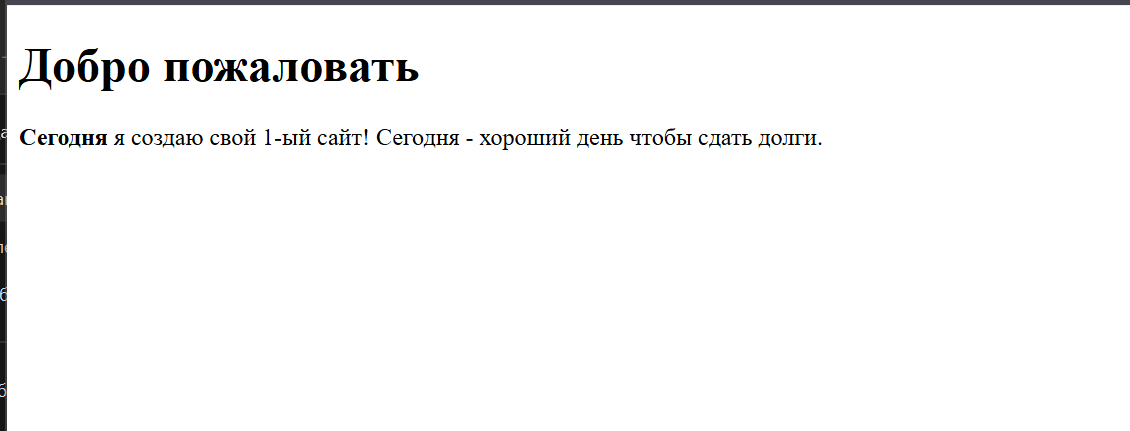 Добро пожаловать
Сегодня я создаю свой 1-ый сайт! Сегодня - хороший день чтобы сдать долги.